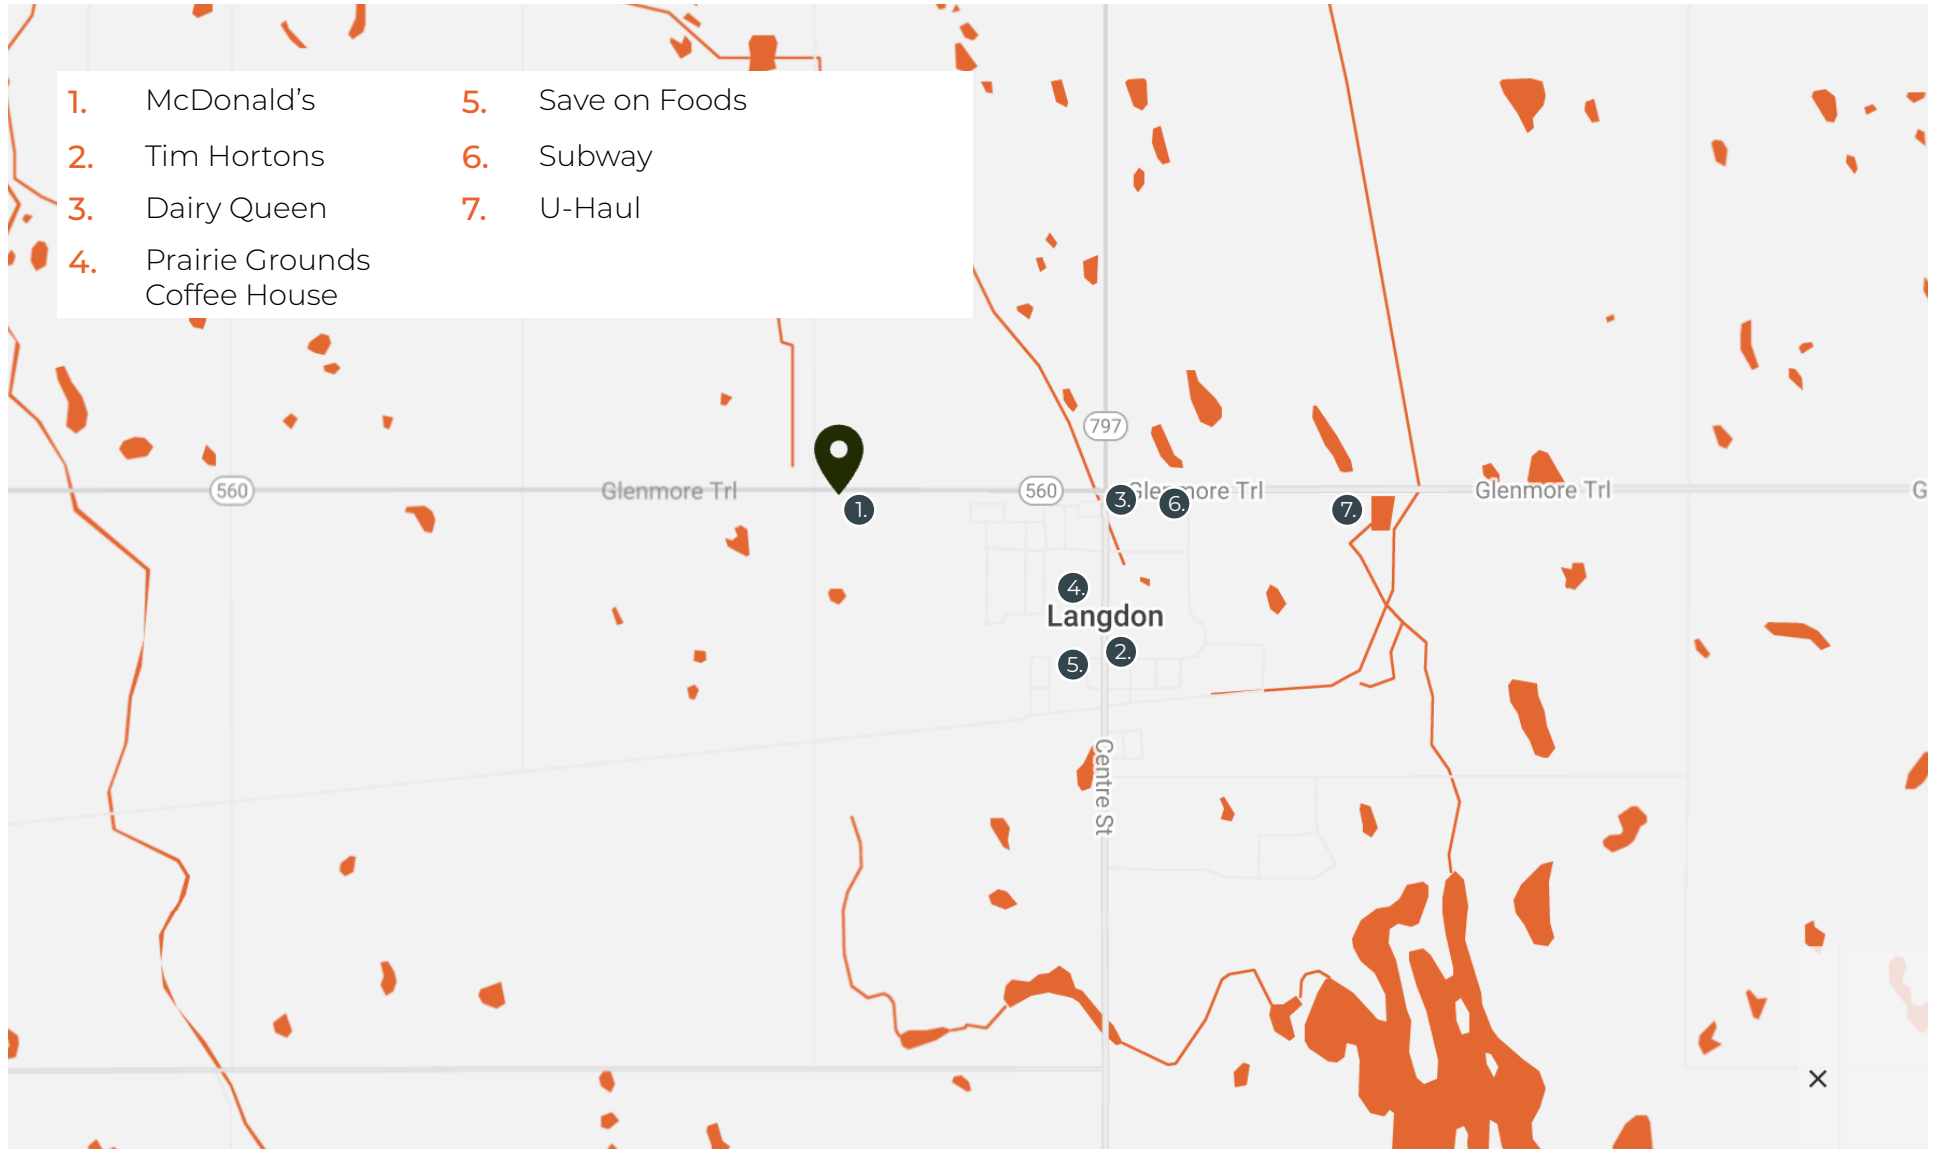 1. McDonald’s
2. Tim Hortons
3. Dairy Queen
4. Prairie Grounds
Coffee House
5. Save on Foods
6. Subway
7. U-Haul
797
560
Glenmore Trl
560
Glenmore Trl
Glenmore Trl
G
1.
3.
6.
7.
4.
Langdon
5.
2.
Centre St